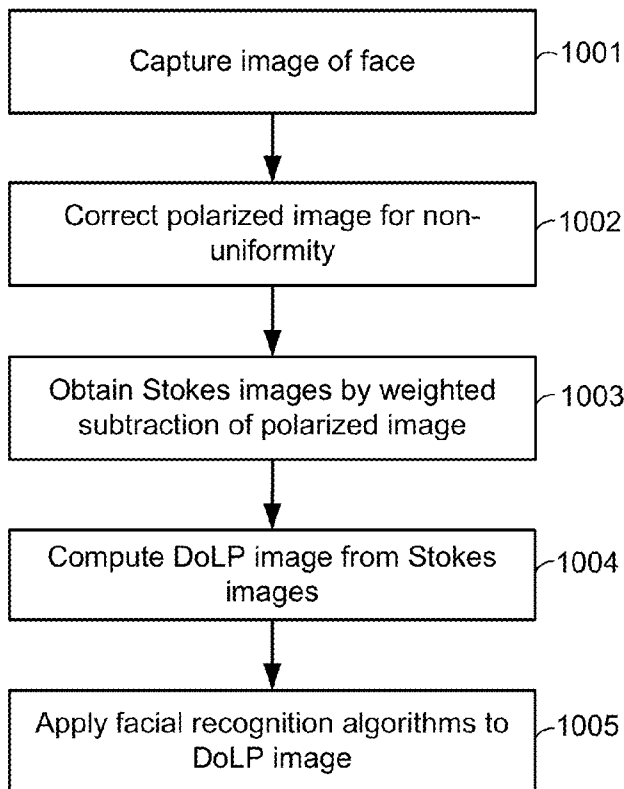 Capture image of face
1001
Correct polarized image for non-
uniformity
1002
Obtain Stokes images by weighted
subtraction of polarized image
1003
Compute DoLP image from Stokes
images
1004
Apply facial recognition algorithms to
DoLP image
1005